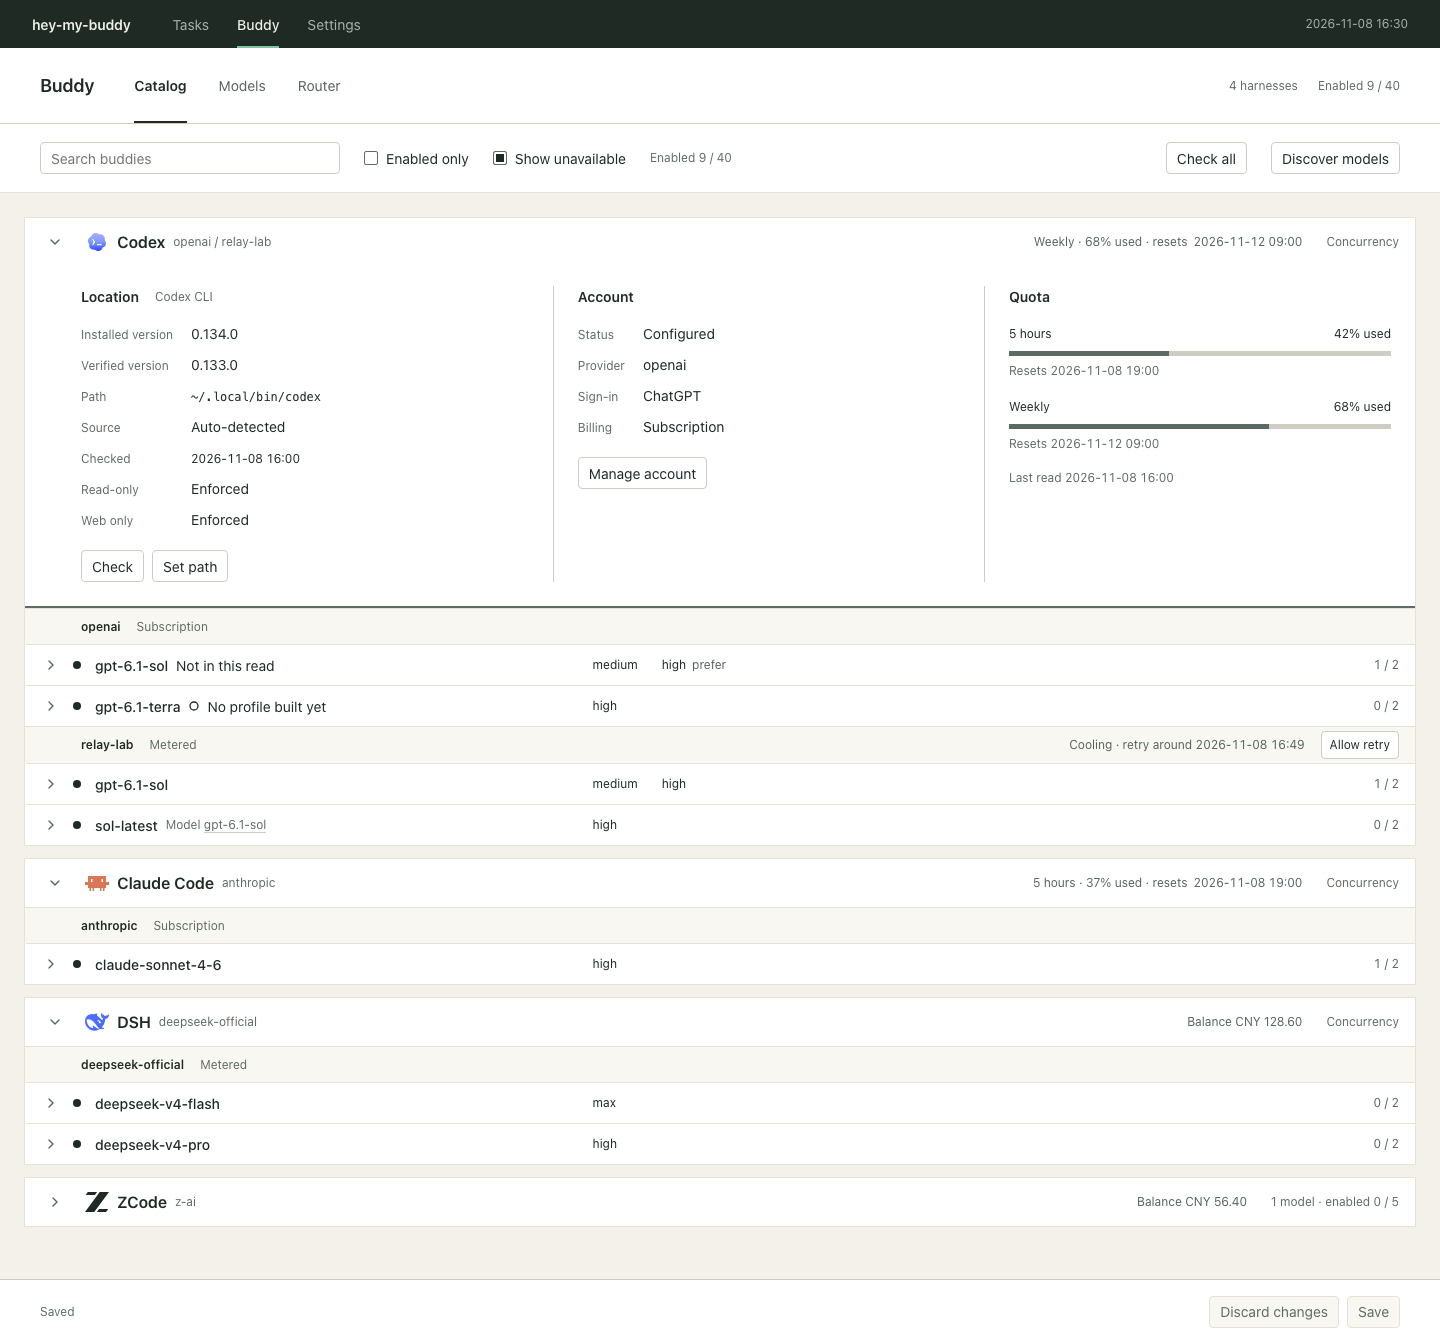 hey-my-buddy Tasks Buddy Settings 2026-11-08 16:30
Buddy Catalog Models Router 4 harnesses Enabled 9 / 40
Search buddies Enabled only Show unavailable Enabled 9 / 40 Check all Discover models
Codex openai / relay-lab Weekly · 68% used · resets 2026-11-12 09:00 Concurrency
Location Codex CLI
Installed version 0.134.0
Verified version 0.133.0
Path ~/.local/bin/codex
Source Auto-detected
Checked 2026-11-08 16:00
Read-only Enforced
Web only Enforced
Check Set path
Account
Status Configured
Provider openai
Sign-in ChatGPT
Billing Subscription
Manage account
Quota
5 hours 42% used
Resets 2026-11-08 19:00
Weekly 68% used
Resets 2026-11-12 09:00
Last read 2026-11-08 16:00
openai Subscription
gpt-6.1-sol Not in this read medium high prefer 1 / 2
gpt-6.1-terra No profile built yet high 0 / 2
relay-lab Metered Cooling · retry around 2026-11-08 16:49 Allow retry
gpt-6.1-sol medium high 1 / 2
sol-latest Model gpt-6.1-sol high 0 / 2
Claude Code anthropic 5 hours · 37% used · resets 2026-11-08 19:00 Concurrency
anthropic Subscription
claude-sonnet-4-6 high 1 / 2
DSH deepseek-official Balance CNY 128.60 Concurrency
deepseek-official Metered
deepseek-v4-flash max 0 / 2
deepseek-v4-pro high 0 / 2
ZCode z-ai Balance CNY 56.40 1 model · enabled 0 / 5
Saved Discard changes Save